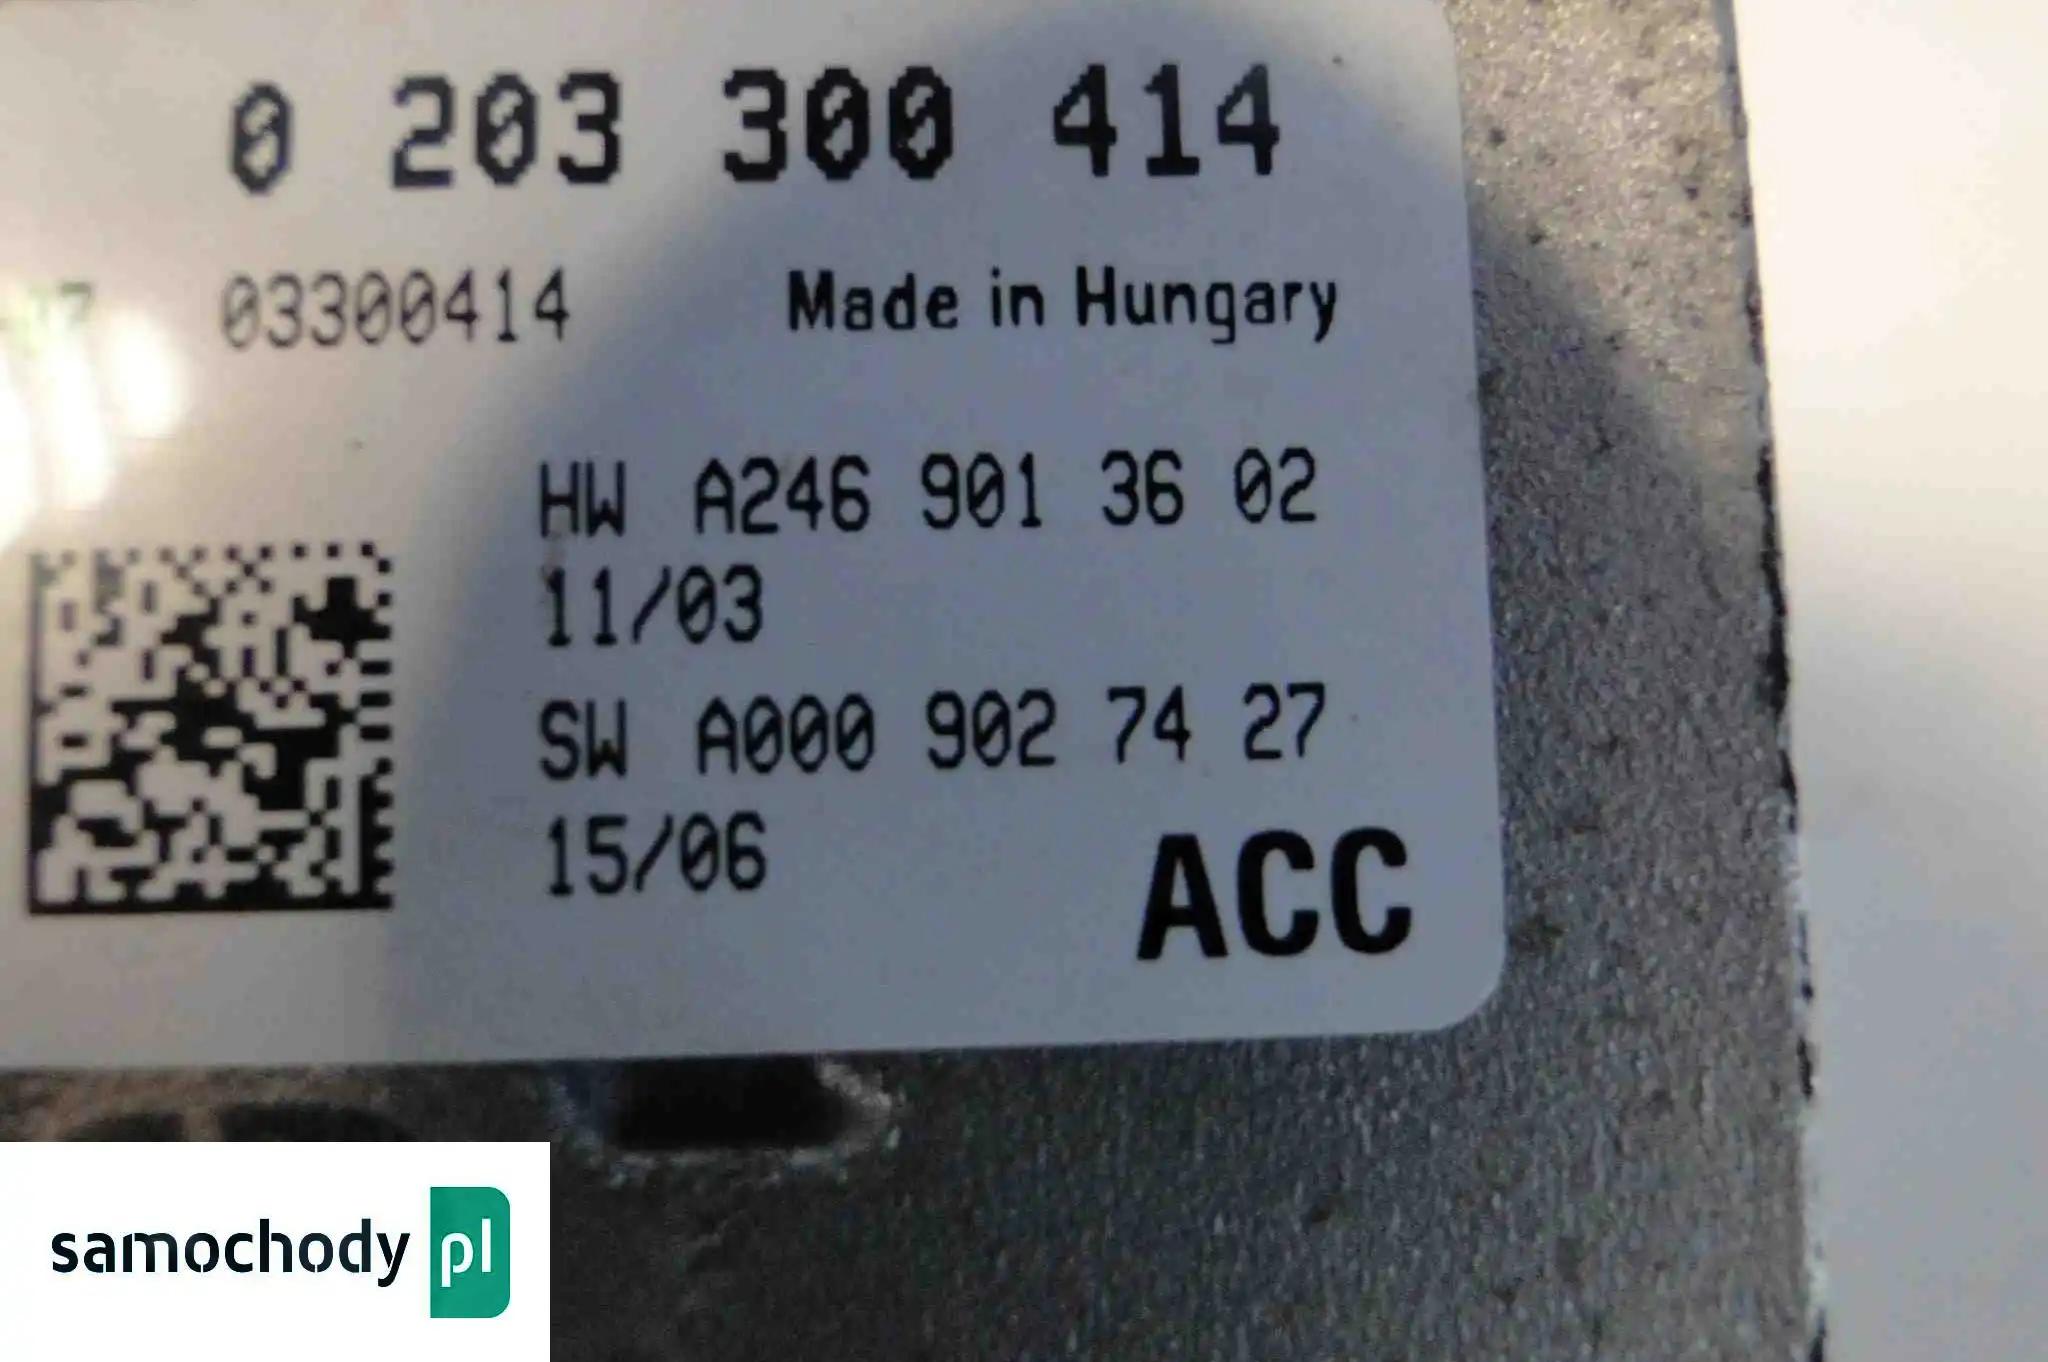 0 203 300 414
03300414 Made in Hungary
HW A246 901 36 02
11/03
SW A000 902 74 27
15/06
ACC
samochody pl